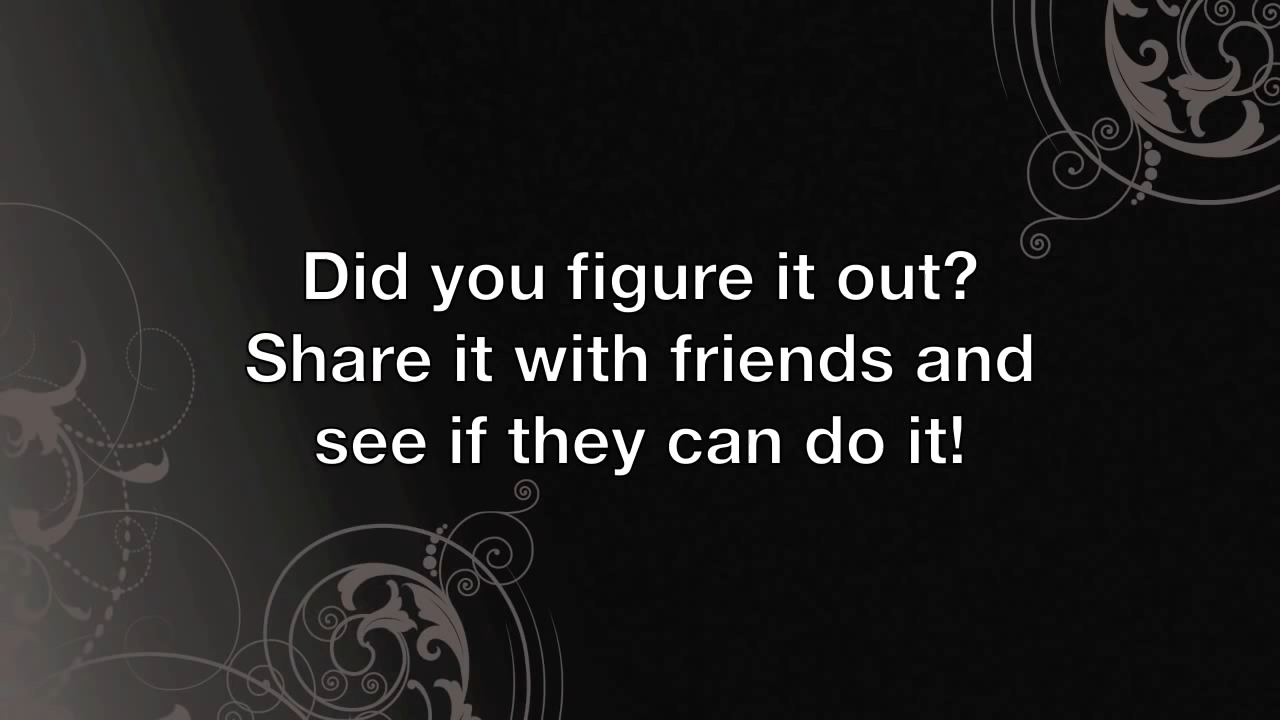 Did you figure it out?
Share it with friends and
see if they can do it!